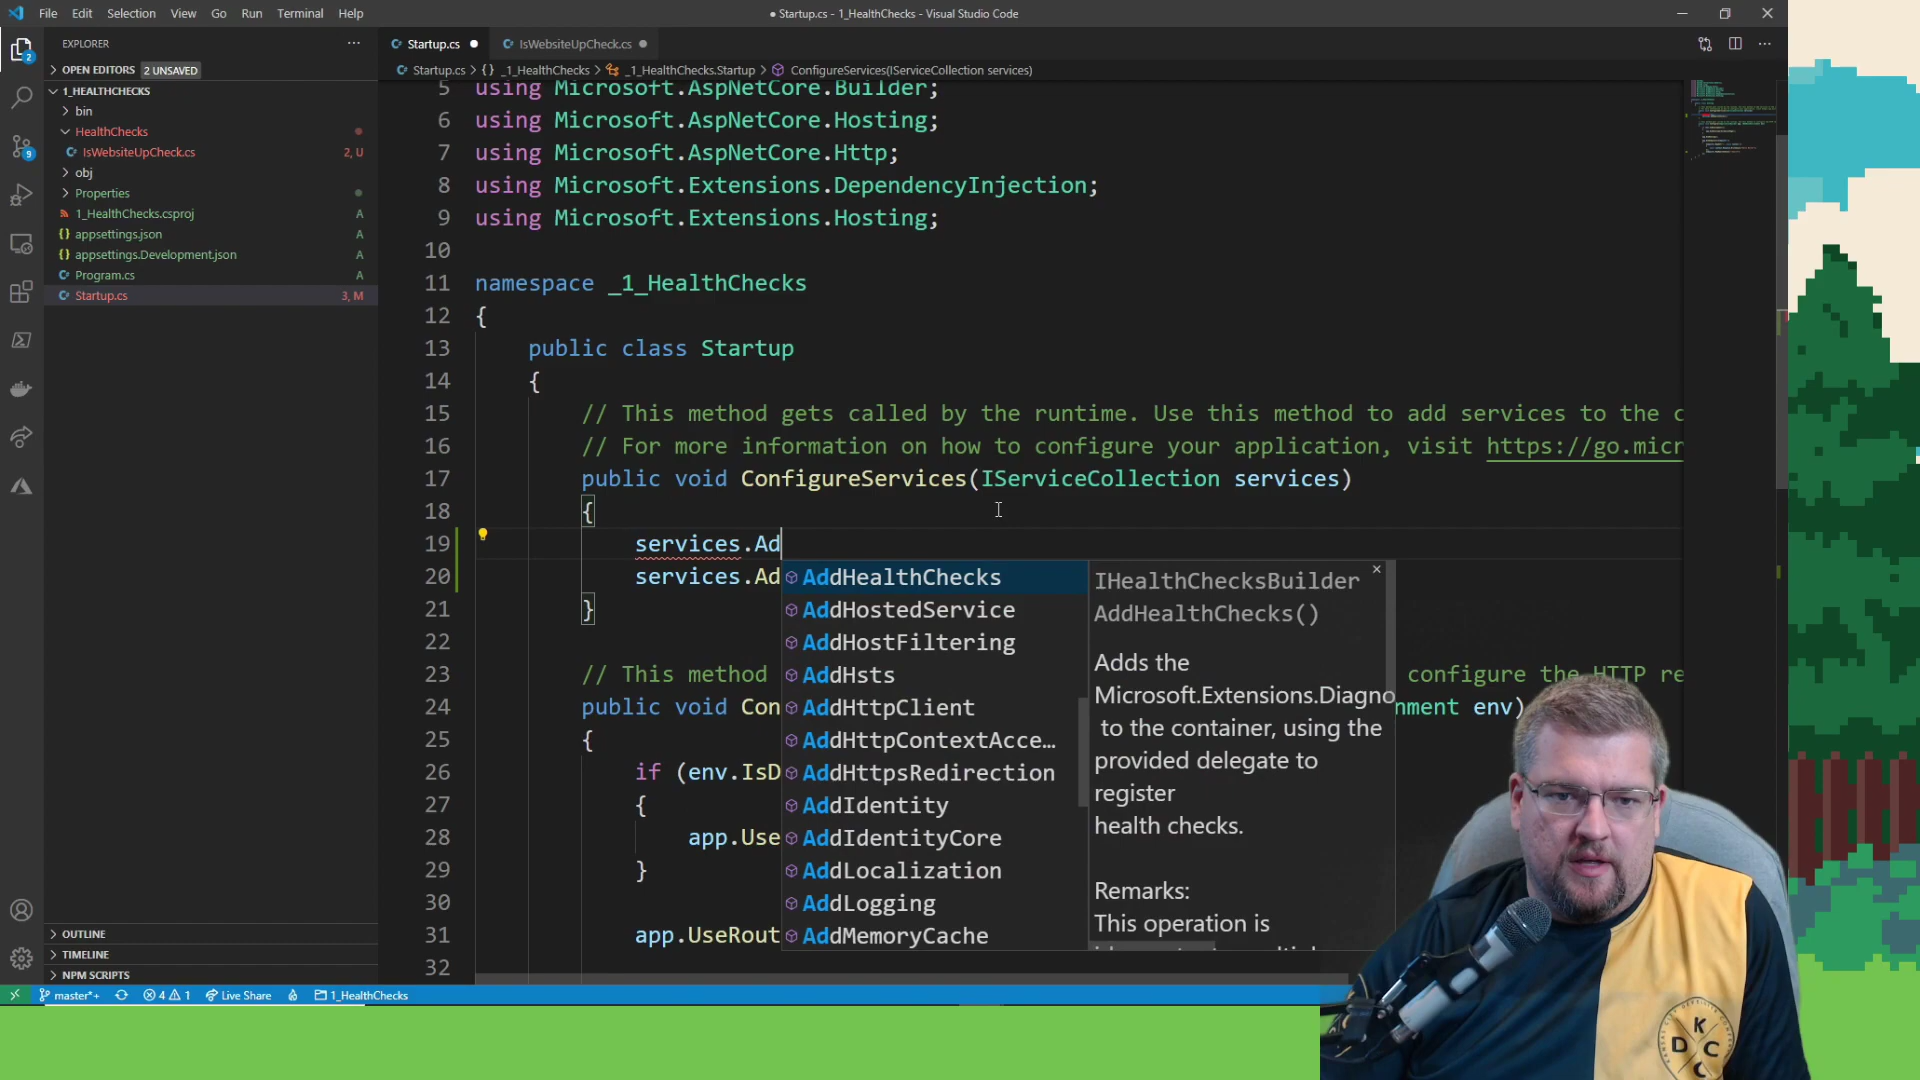 File Edit Selection View Go Run Terminal Help
● Startup.cs - 1_HealthChecks - Visual Studio Code
EXPLORER
OPEN EDITORS 2 UNSAVED
1_HEALTHCHECKS
bin
HealthChecks
IsWebsiteUpCheck.cs 2, U
obj
Properties
1_HealthChecks.csproj A
appsettings.json A
appsettings.Development.json A
Program.cs A
Startup.cs 3, M
OUTLINE
TIMELINE
NPM SCRIPTS
2
9
Startup.cs ● IsWebsiteUpCheck.cs ●
Startup.cs > {} _1_HealthChecks > _1_HealthChecks.Startup > ConfigureServices(IServiceCollection services)
5 using Microsoft.AspNetCore.Builder;
6 using Microsoft.AspNetCore.Hosting;
7 using Microsoft.AspNetCore.Http;
8 using Microsoft.Extensions.DependencyInjection;
9 using Microsoft.Extensions.Hosting;
10
11 namespace _1_HealthChecks
12 {
13 public class Startup
14 {
15 // This method gets called by the runtime. Use this method to add services to the c
16 // For more information on how to configure your application, visit https://go.micr
17 public void ConfigureServices(IServiceCollection services)
18 {
19 services.Ad
20 services.Ad
21 }
22
23 // This method configure the HTTP re
24 public void Con nment env)
25 {
26 if (env.IsD
27 {
28 app.Use
29 }
30
31 app.UseRout
32
AddHealthChecks
AddHostedService
AddHostFiltering
AddHsts
AddHttpClient
AddHttpContextAcce…
AddHttpsRedirection
AddIdentity
AddIdentityCore
AddLocalization
AddLogging
AddMemoryCache
IHealthChecksBuilder
AddHealthChecks()
Adds the
Microsoft.Extensions.Diagno
to the container, using the
provided delegate to
register
health checks.
Remarks:
This operation is
master*+ 4 1 Live Share 1_HealthChecks
K
D C
C